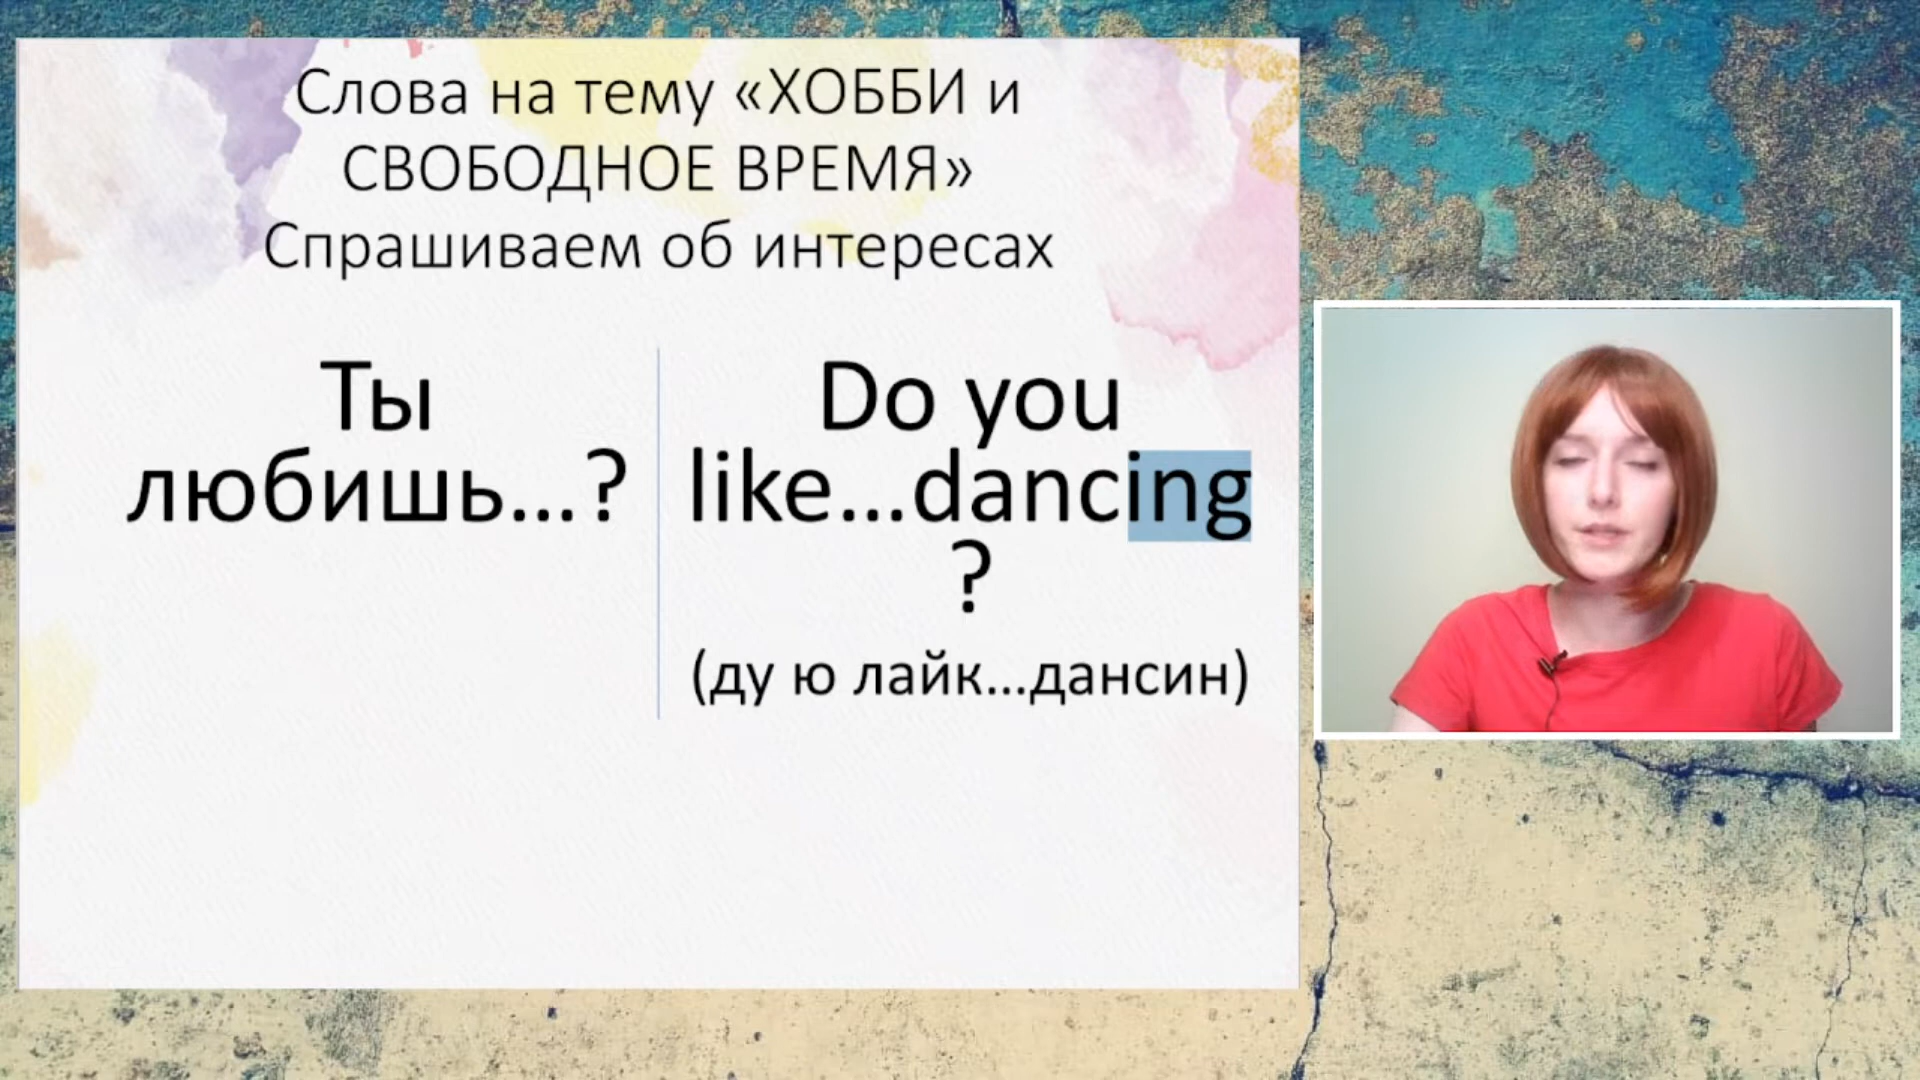 Слова на тему «ХОББИ и
СВОБОДНОЕ ВРЕМЯ»
Спрашиваем об интересах
Ты
любишь...?
Do you
like...dancing
?
(ду ю лайк...дансин)